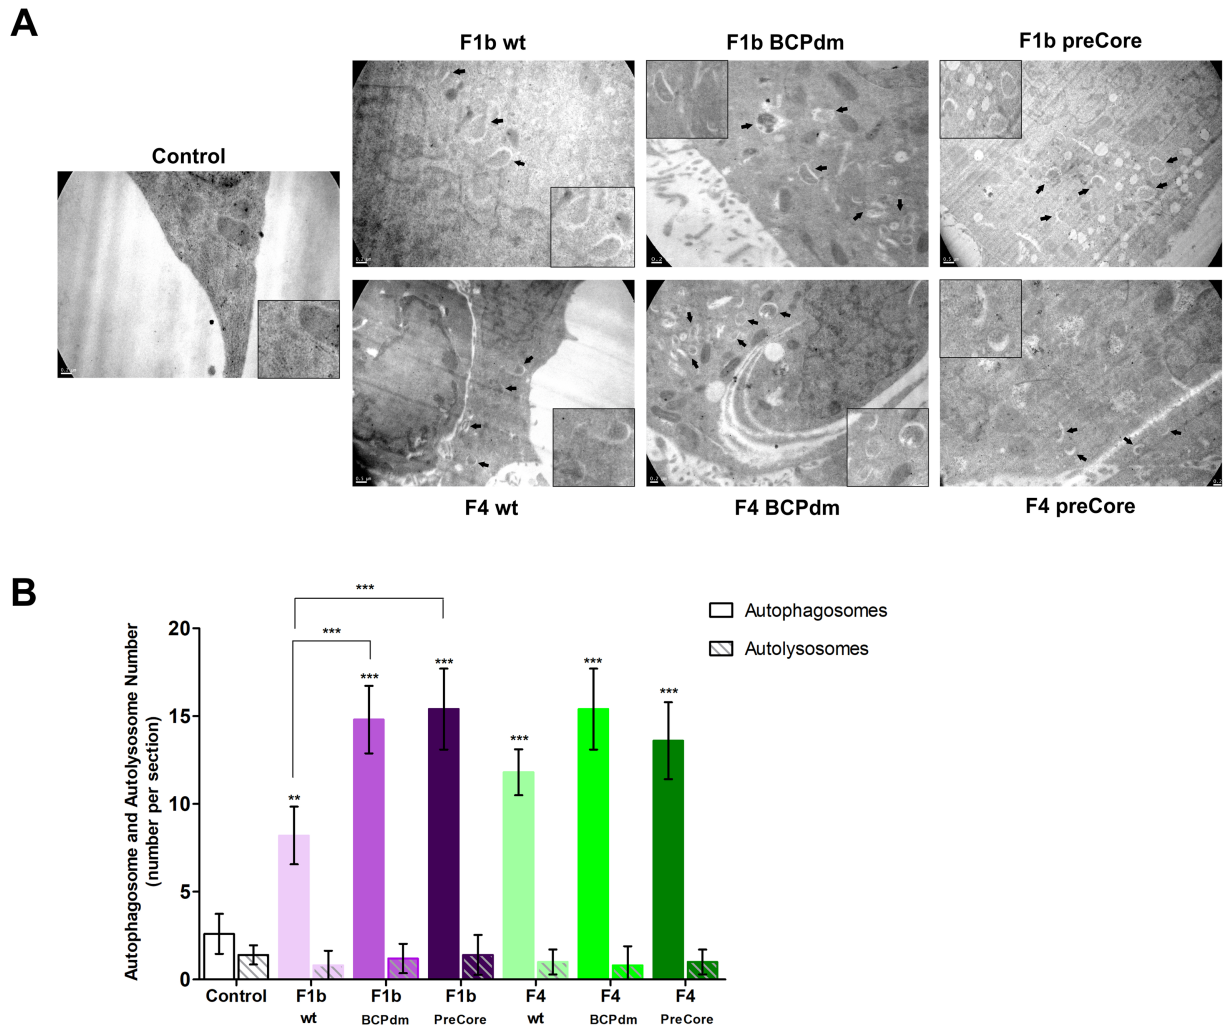 A
F1b wt
F1b BCPdm
F1b preCore
Control
F4 wt
F4 BCPdm
F4 preCore
B
Autophagosome and Autolysosome Number
(number per section)
20
15
10
5
0
***
***
**
***
***
***
***
***
Autophagosomes
Autolysosomes
Control
F1b
wt
F1b
BCPdm
F1b
PreCore
F4
wt
F4
BCPdm
F4
PreCore